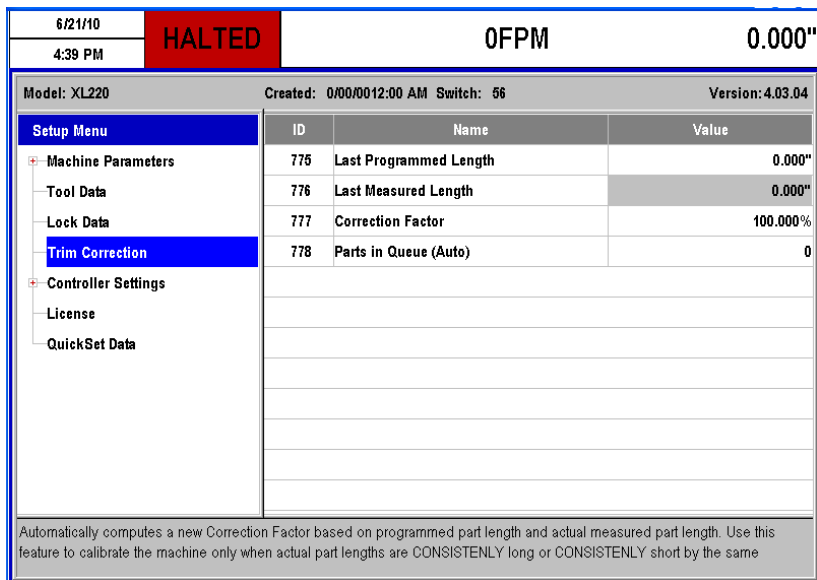 6/21/10
4:39 PM
HALTED
0FPM
0.000"
Model: XL220
Created: 0/00/0012:00 AM Switch: 56
Version: 4.03.04
Setup Menu
Machine Parameters
Tool Data
Lock Data
Trim Correction
Controller Settings
License
QuickSet Data
ID Name Value
775 Last Programmed Length 0.000"
776 Last Measured Length 0.000"
777 Correction Factor 100.000%
778 Parts in Queue (Auto) 0
Automatically computes a new Correction Factor based on programmed part length and actual measured part length. Use this
feature to calibrate the machine only when actual part lengths are CONSISTENLY long or CONSISTENLY short by the same